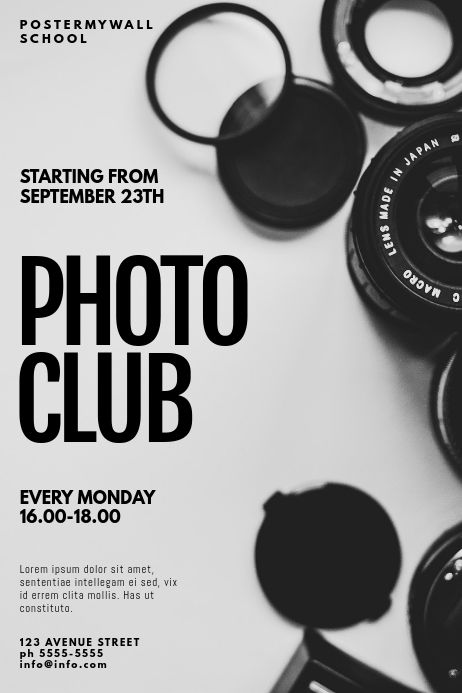 POSTERMYWALL
SCHOOL
STARTING FROM
SEPTEMBER 23TH
LENS MADE IN JAPAN
MACRO
PHOTO
CLUB
EVERY MONDAY
16.00-18.00
Lorem ipsum dolor sit amet,
sententiae intellegam ei sed, vix
id errem clita mollis. Has ut
constituto.
123 AVENUE STREET
ph 5555-5555
info@info.com